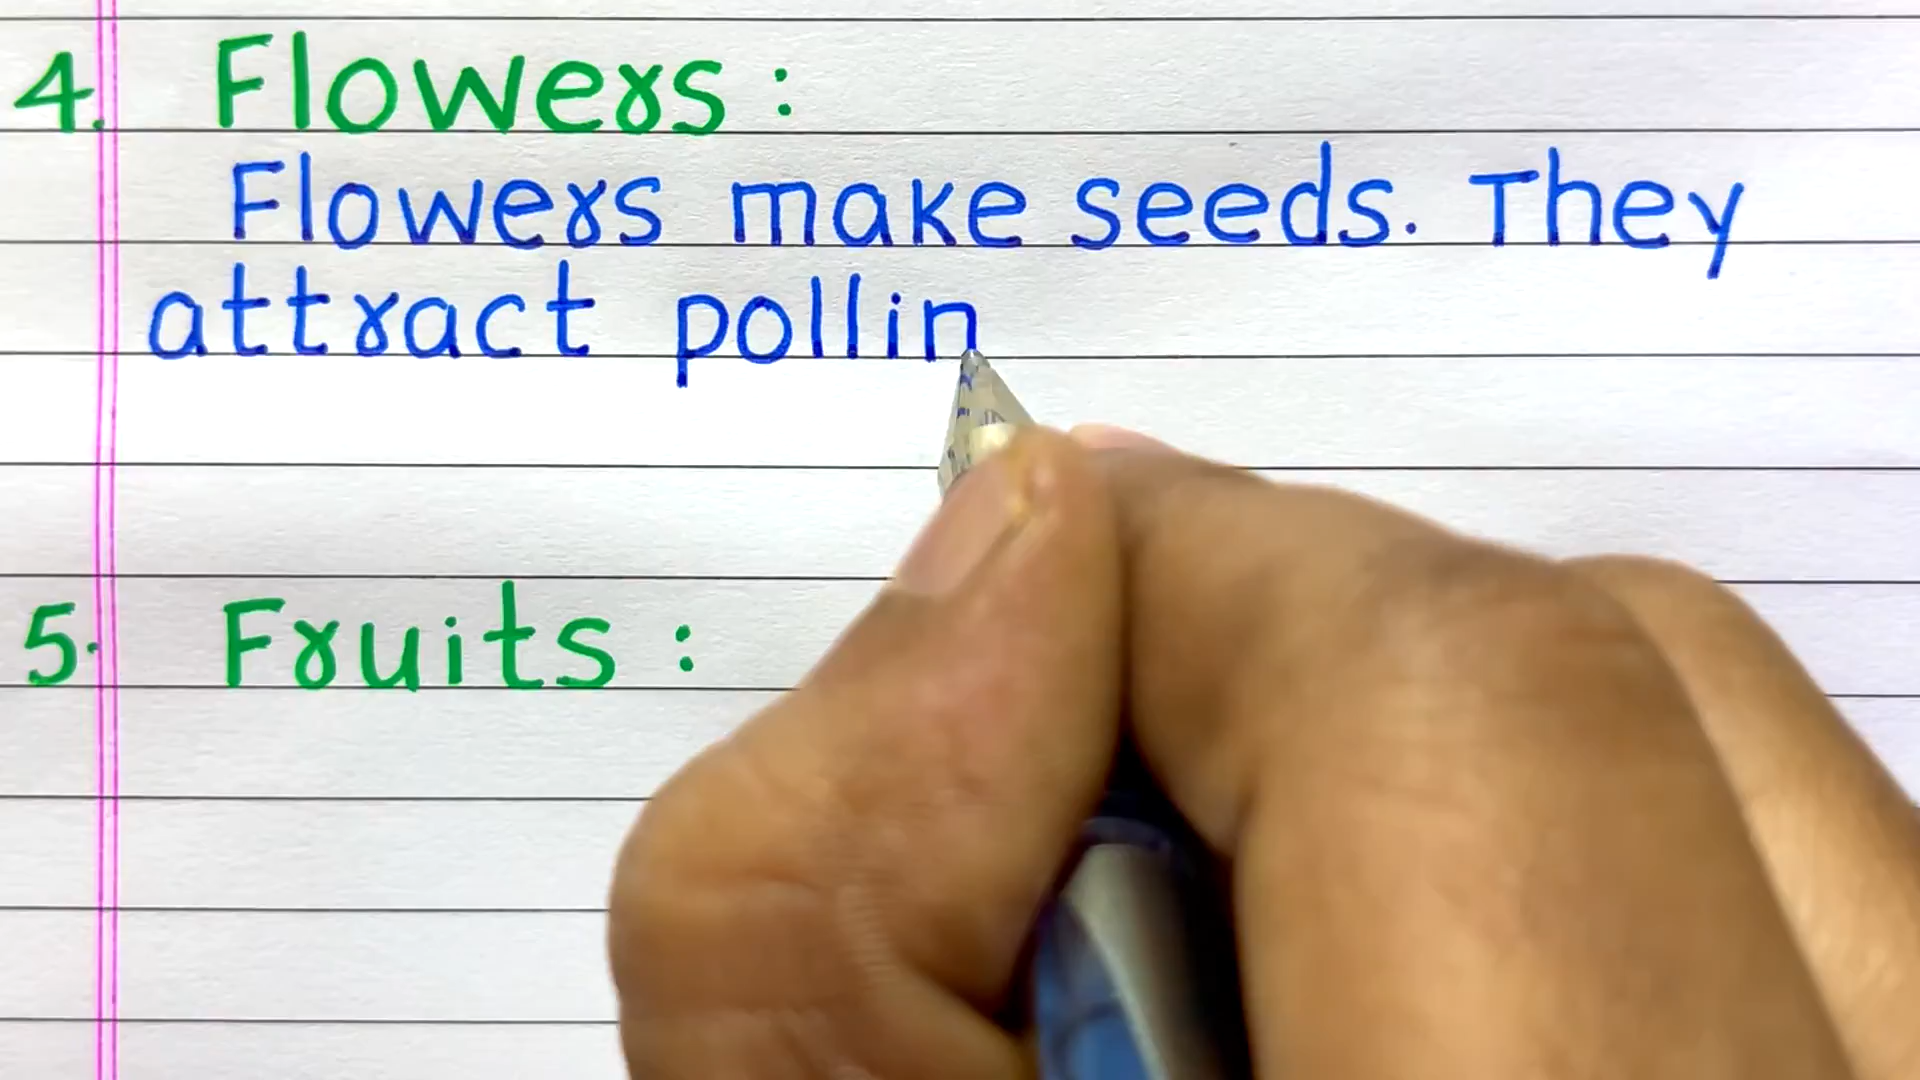 4. Flowers :
Flowers make seeds. They
attract pollin
5. Fruits :